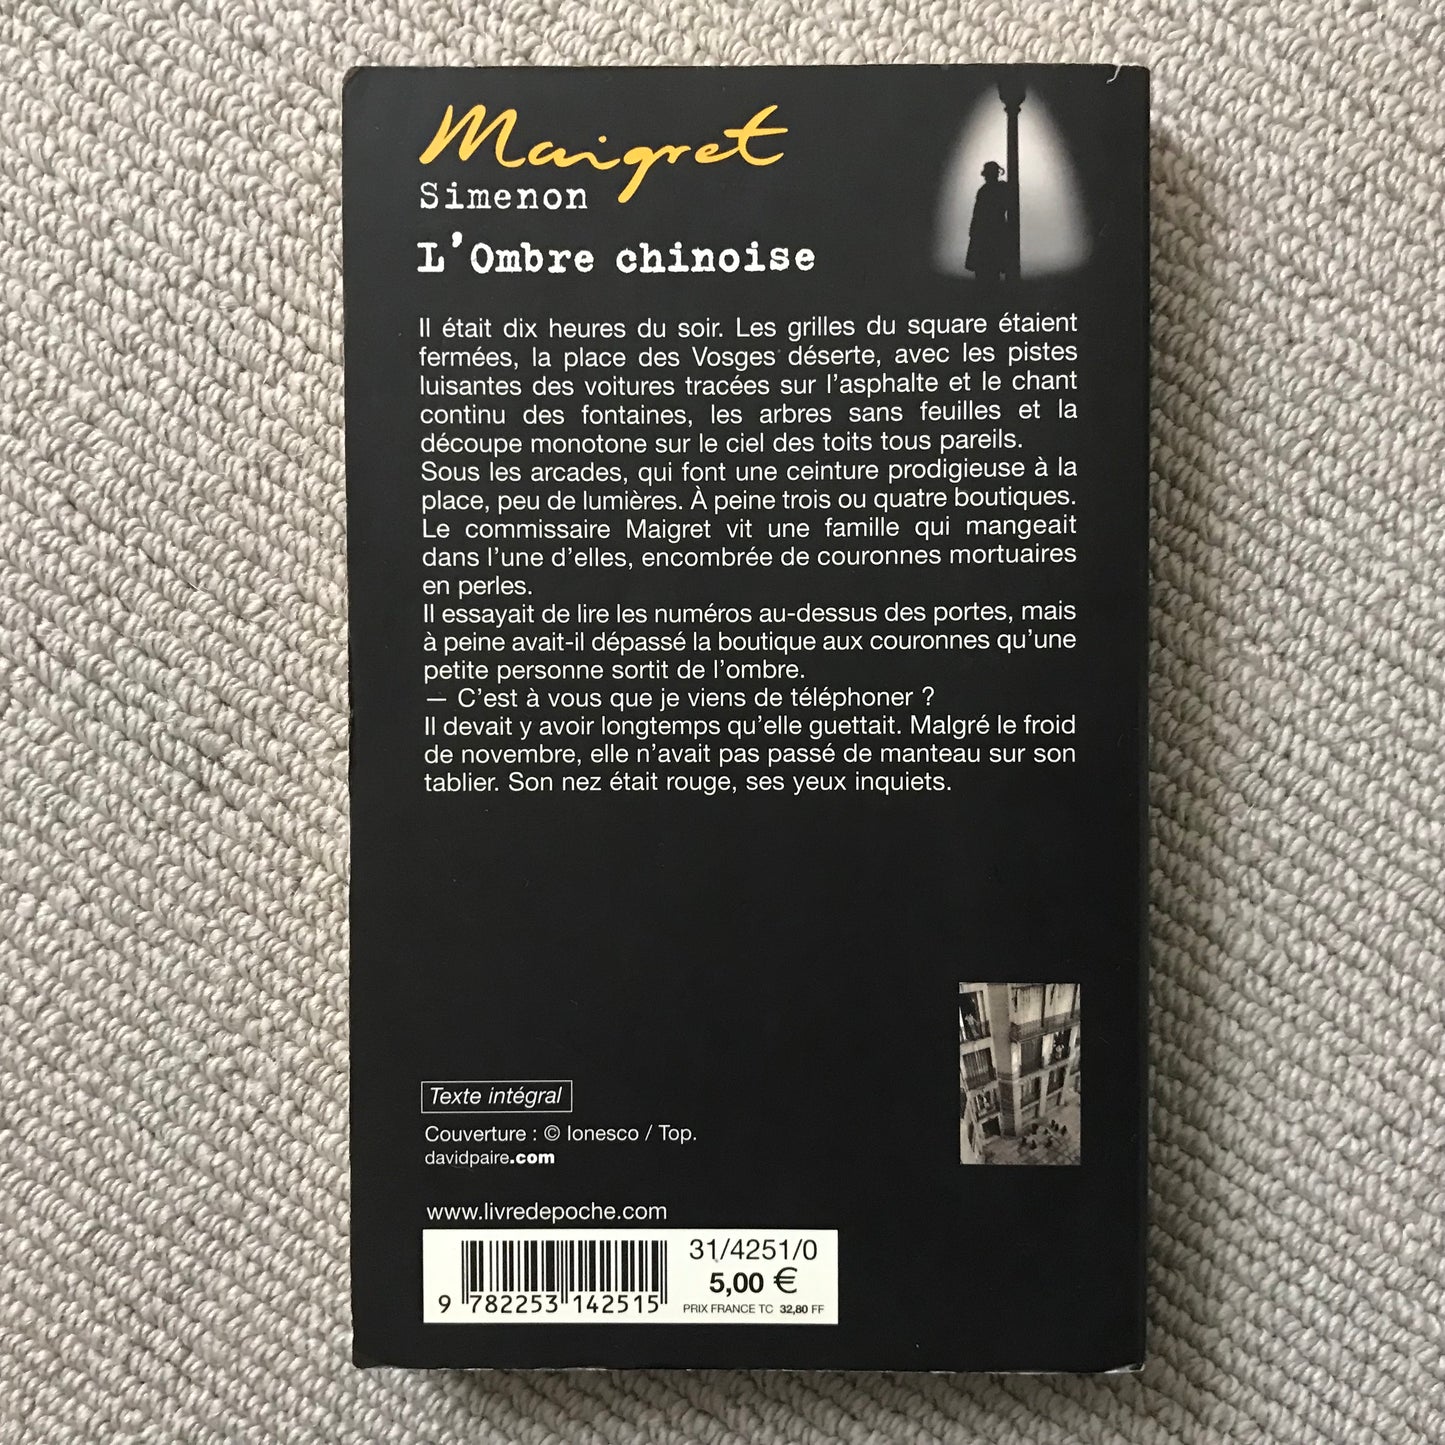 Maigret
Simenon
L'Ombre chinoise
Il était dix heures du soir. Les grilles du square étaient
fermées, la place des Vosges déserte, avec les pistes
luisantes des voitures tracées sur l'asphalte et le chant
continu des fontaines, les arbres sans feuilles et la
découpe monotone sur le ciel des toits tous pareils.
Sous les arcades, qui font une ceinture prodigieuse à la
place, peu de lumières. À peine trois ou quatre boutiques.
Le commissaire Maigret vit une famille qui mangeait
dans l'une d'elles, encombrée de couronnes mortuaires
en perles.
Il essayait de lire les numéros au-dessus des portes, mais
à peine avait-il dépassé la boutique aux couronnes qu'une
petite personne sortit de l'ombre.
— C'est à vous que je viens de téléphoner ?
Il devait y avoir longtemps qu'elle guettait. Malgré le froid
de novembre, elle n'avait pas passé de manteau sur son
tablier. Son nez était rouge, ses yeux inquiets.
Texte intégral
Couverture : © Ionesco / Top.
davidpaire.com
www.livredepoche.com
31/4251/0
5,00 €
PRIX FRANCE TC 32,80 FF
9 782253 142515